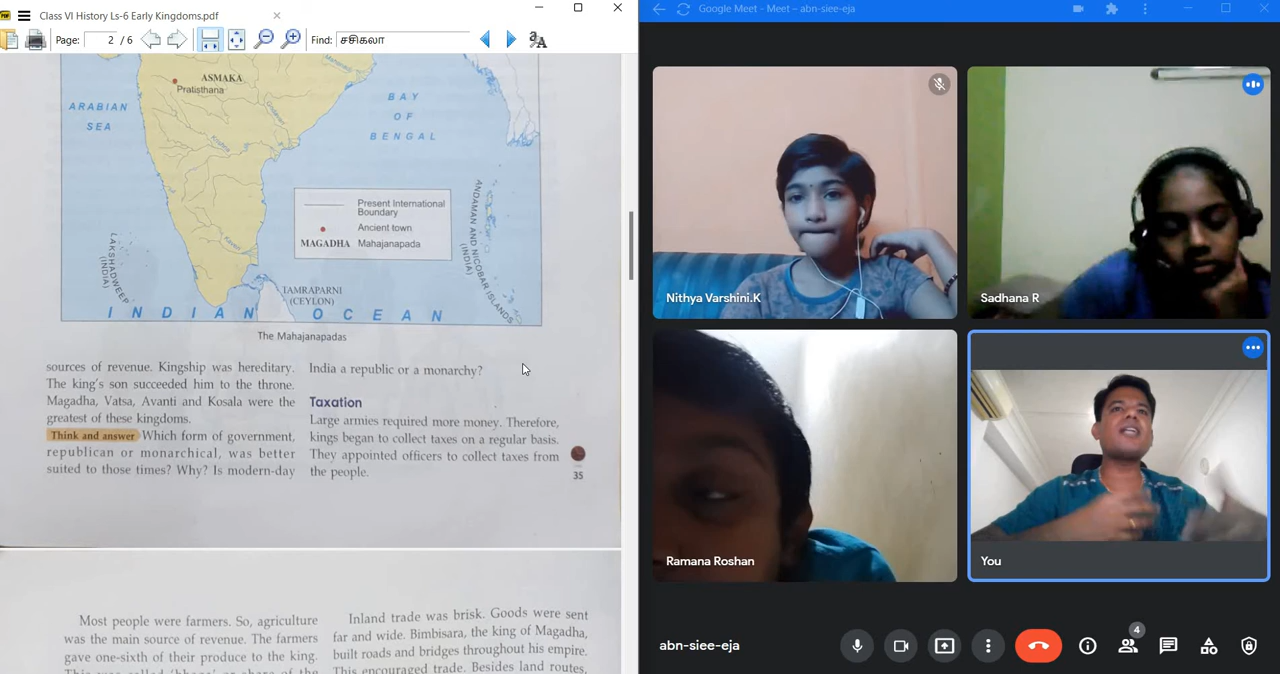 Class VI History Ls-6 Early Kingdoms.pdf
Page: 2 / 6
Find: சசிகலா
ASMAKA
Pratisthana
ARABIAN
SEA
BAY
OF
BENGAL
Krishna
Kaveri
Present International
Boundary
Ancient town
MAGADHA Mahajanapada
LAKSHADWEEP
(INDIA)
ANDAMAN AND NICOBAR ISLANDS
(INDIA)
TAMRAPARNI
(CEYLON)
INDIAN OCEAN
The Mahajanapadas
sources of revenue. Kingship was hereditary.
The king's son succeeded him to the throne.
Magadha, Vatsa, Avanti and Kosala were the
greatest of these kingdoms.
Think and answer Which form of government,
republican or monarchical, was better
suited to those times? Why? Is modern-day
India a republic or a monarchy?
Taxation
Large armies required more money. Therefore,
kings began to collect taxes on a regular basis.
They appointed officers to collect taxes from
the people.
35
Most people were farmers. So, agriculture
was the main source of revenue. The farmers
gave one-sixth of their produce to the king.
Inland trade was brisk. Goods were sent
far and wide. Bimbisara, the king of Magadha,
built roads and bridges throughout his empire.
This encouraged trade. Besides land routes,
Google Meet - Meet – abn-siee-eja
Nithya Varshini.K
Sadhana R
Ramana Roshan
You
abn-siee-eja
4